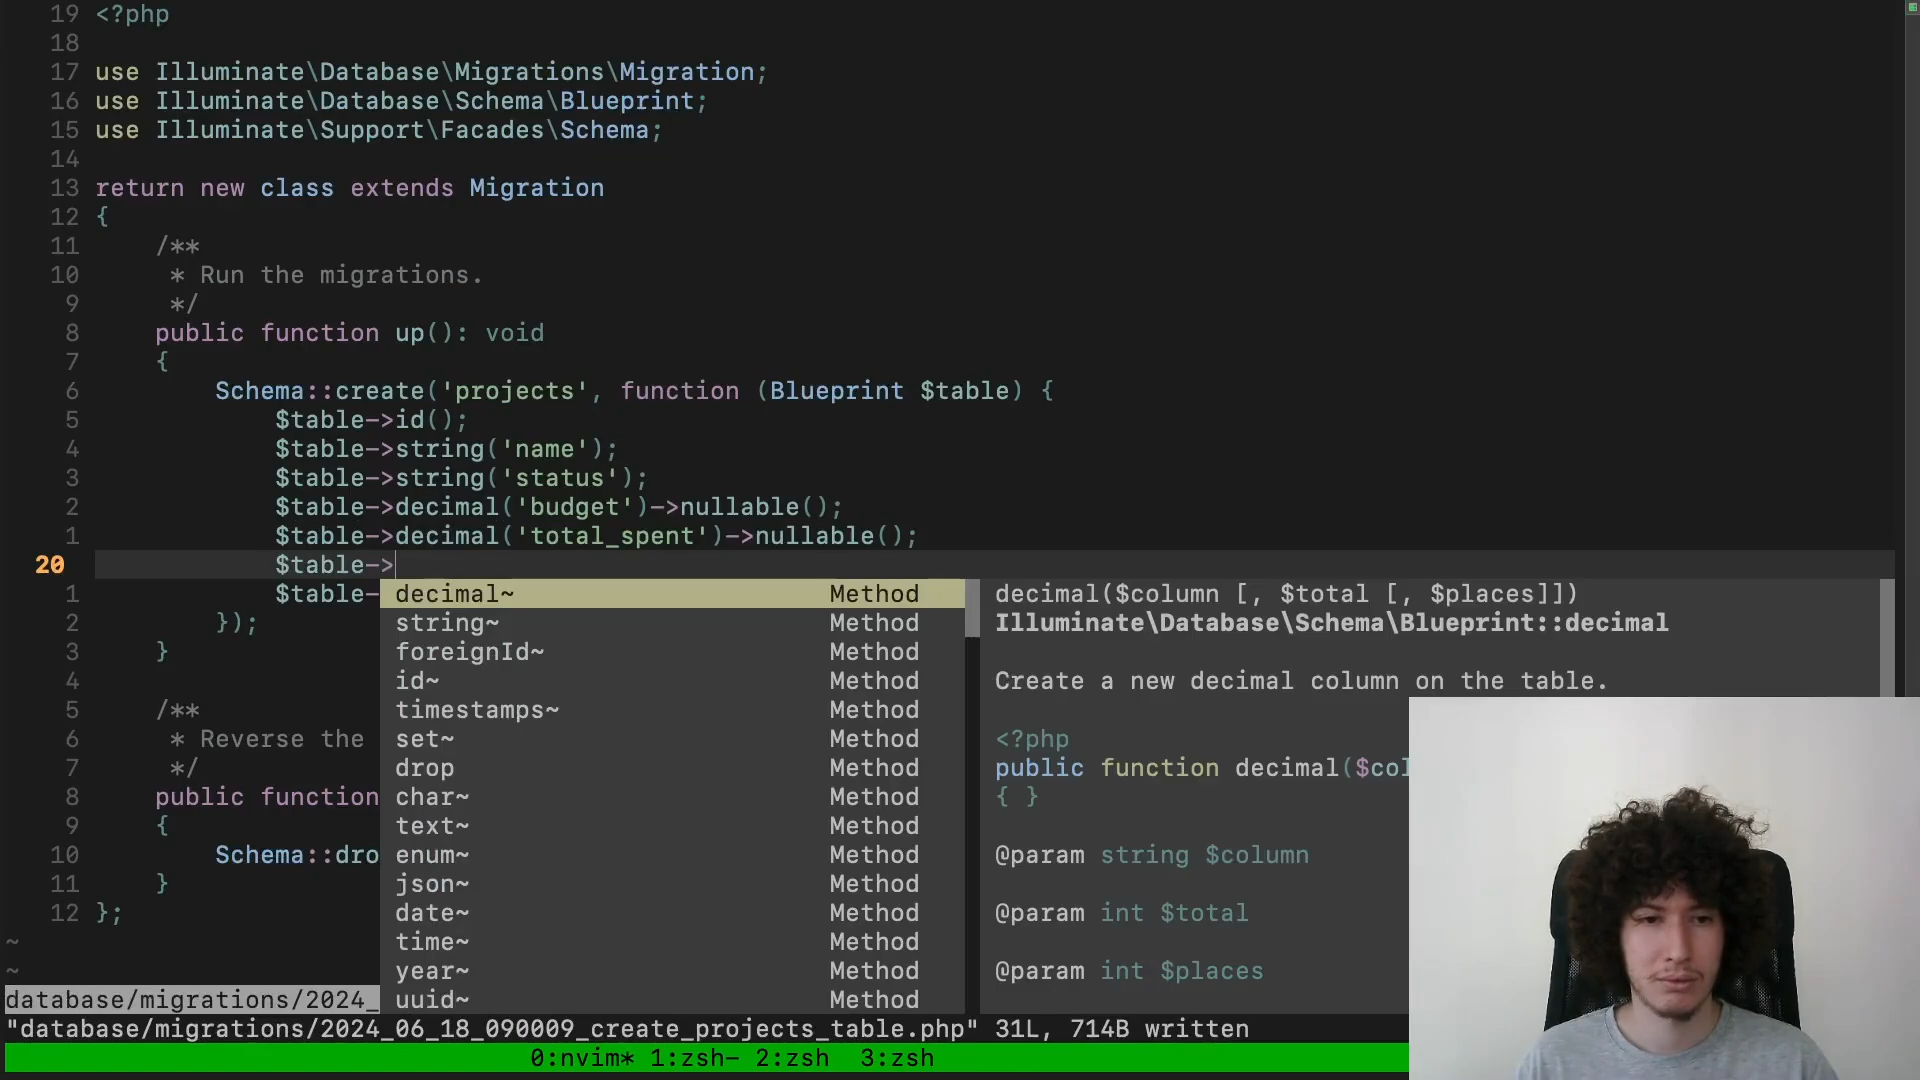 19 <?php
18
17 use Illuminate\Database\Migrations\Migration;
16 use Illuminate\Database\Schema\Blueprint;
15 use Illuminate\Support\Facades\Schema;
14
13 return new class extends Migration
12 {
11     /**
10      * Run the migrations.
9      */
8     public function up(): void
7     {
6         Schema::create('projects', function (Blueprint $table) {
5             $table->id();
4             $table->string('name');
3             $table->string('status');
2             $table->decimal('budget')->nullable();
1             $table->decimal('total_spent')->nullable();
20             $table->
1             $table- decimal~ Method decimal($column [, $total [, $places]])
2         }); string~ Method Illuminate\Database\Schema\Blueprint::decimal
3     } foreignId~ Method
4 id~ Method Create a new decimal column on the table.
5     /** timestamps~ Method
6      * Reverse the set~ Method <?php
7      */ drop Method public function decimal($col
8     public function char~ Method { }
9     { text~ Method
10         Schema::dro enum~ Method @param string $column
11     } json~ Method
12 }; date~ Method @param int $total
~ time~ Method
~ year~ Method @param int $places
database/migrations/2024_ uuid~ Method
"database/migrations/2024_06_18_090009_create_projects_table.php" 31L, 714B written
0:nvim* 1:zsh- 2:zsh  3:zsh